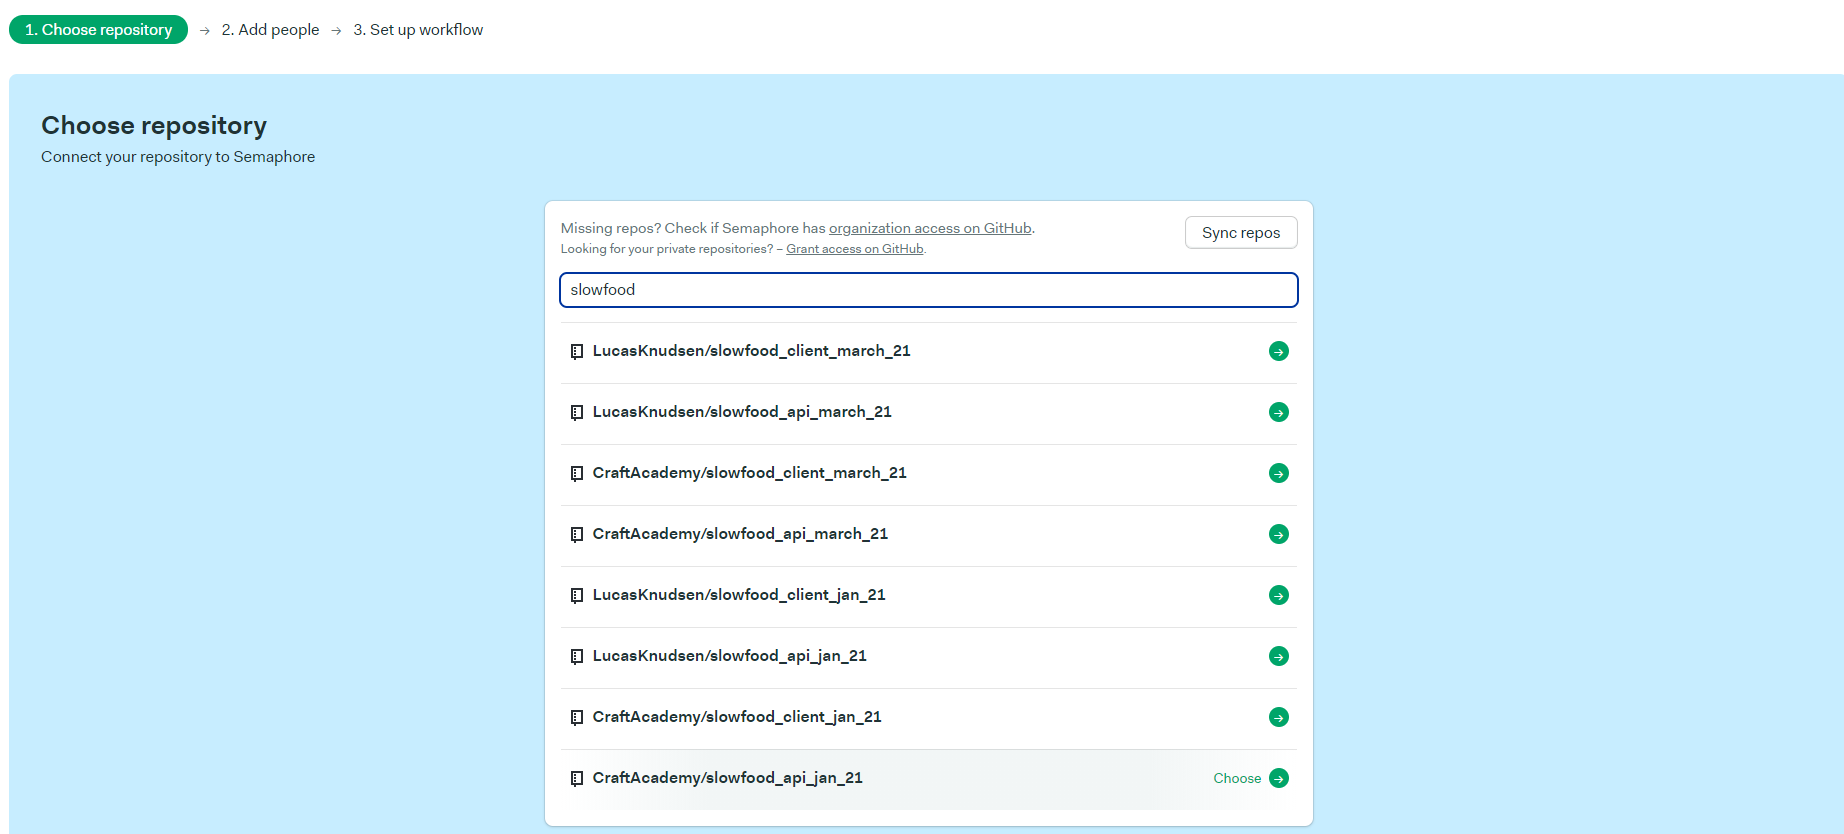 1. Choose repository → 2. Add people → 3. Set up workflow
Choose repository
Connect your repository to Semaphore
Missing repos? Check if Semaphore has organization access on GitHub.
Looking for your private repositories? – Grant access on GitHub.
Sync repos
slowfood
LucasKnudsen/slowfood_client_march_21
LucasKnudsen/slowfood_api_march_21
CraftAcademy/slowfood_client_march_21
CraftAcademy/slowfood_api_march_21
LucasKnudsen/slowfood_client_jan_21
LucasKnudsen/slowfood_api_jan_21
CraftAcademy/slowfood_client_jan_21
CraftAcademy/slowfood_api_jan_21 Choose